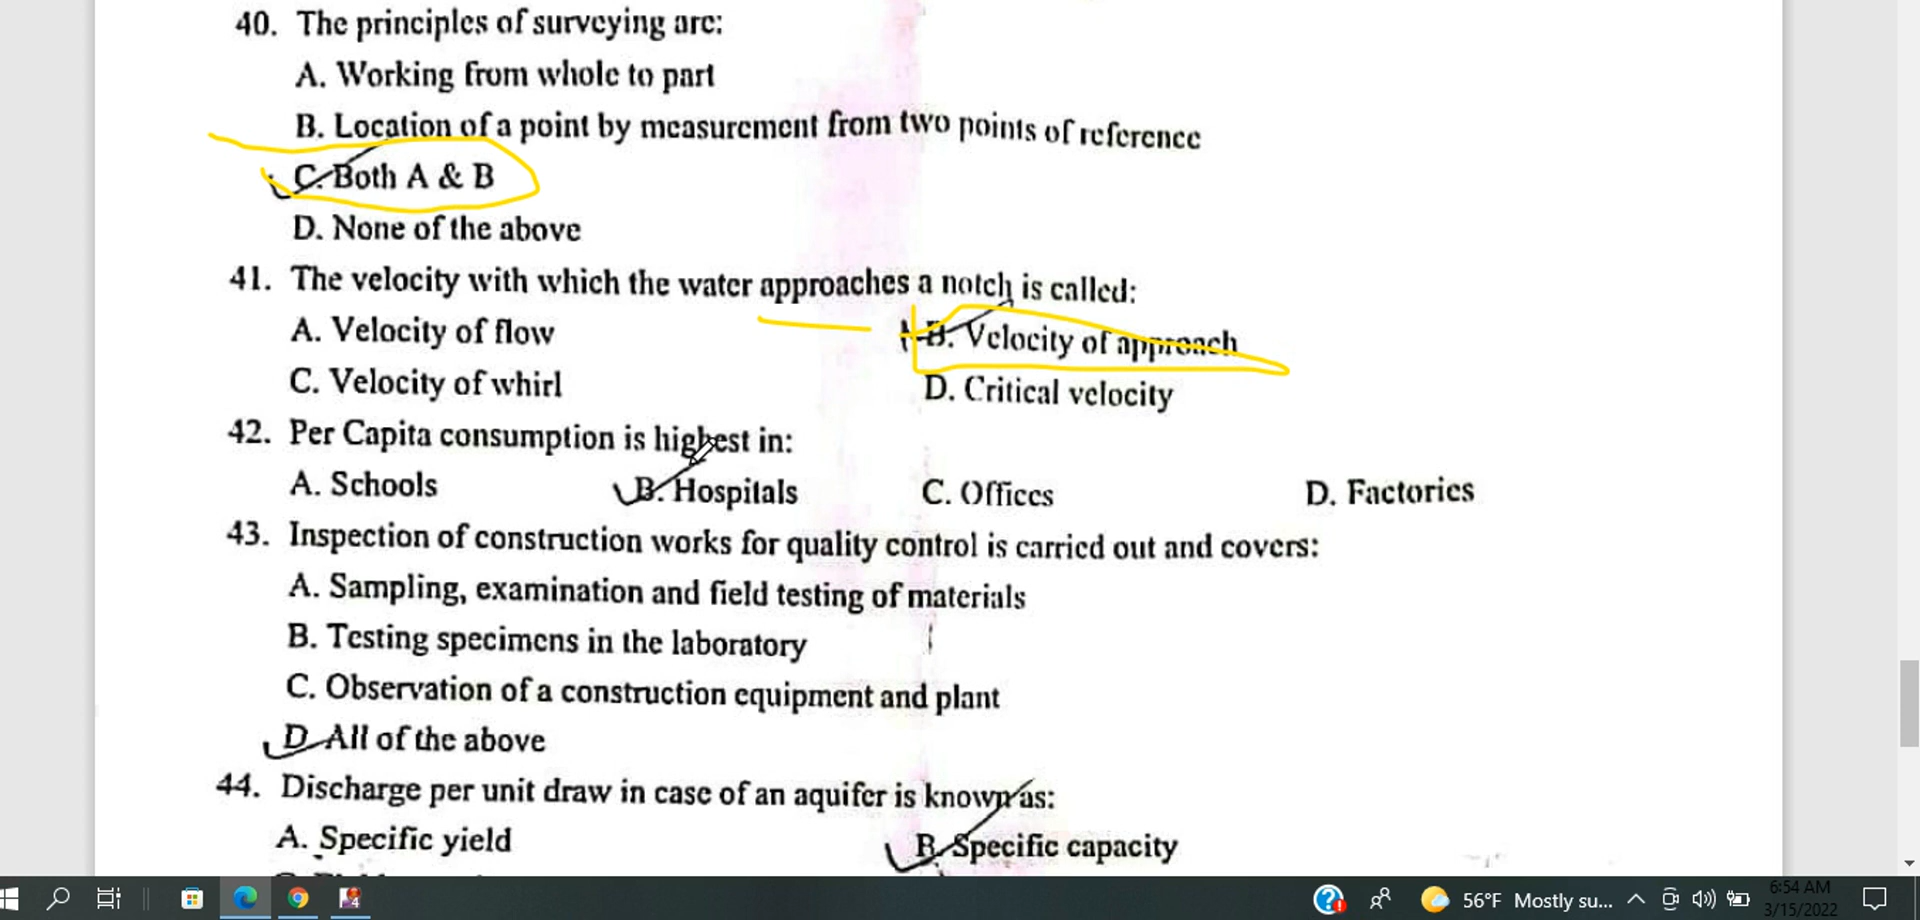 40. The principles of surveying are:
A. Working from whole to part
B. Location of a point by measurement from two points of reference
C. Both A & B
D. None of the above
41. The velocity with which the water approaches a notch is called:
A. Velocity of flow B. Velocity of approach
C. Velocity of whirl D. Critical velocity
42. Per Capita consumption is highest in:
A. Schools B. Hospitals C. Offices D. Factories
43. Inspection of construction works for quality control is carried out and covers:
A. Sampling, examination and field testing of materials
B. Testing specimens in the laboratory
C. Observation of a construction equipment and plant
D. All of the above
44. Discharge per unit draw in case of an aquifer is known as:
A. Specific yield B. Specific capacity
56°F Mostly su... 6:54 AM
3/15/2022